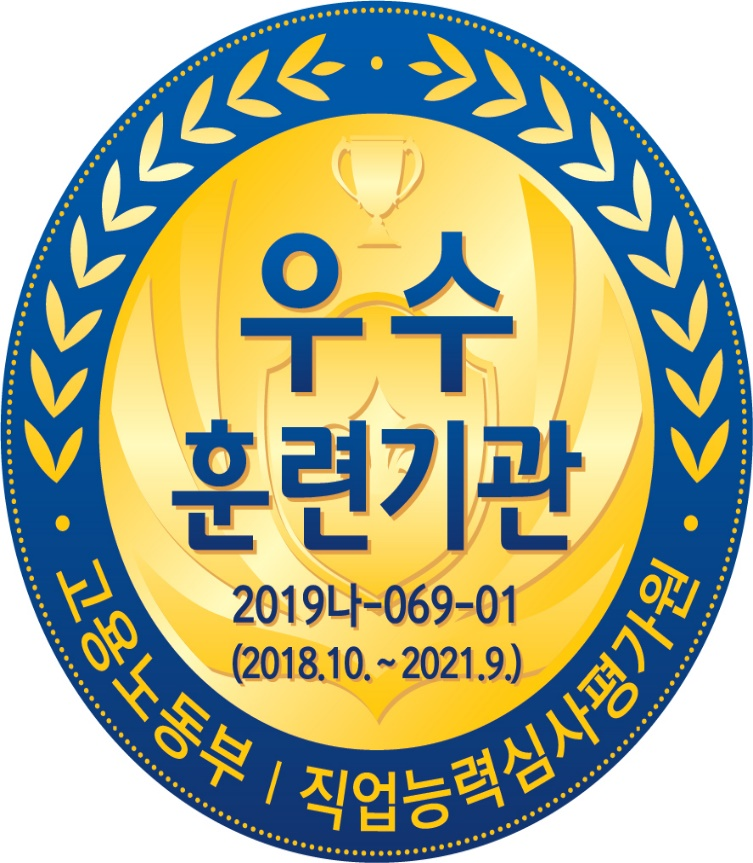 우수
훈련기관
2019나-069-01
(2018.10.~2021.9.)
고용노동부 | 직업능력심사평가원